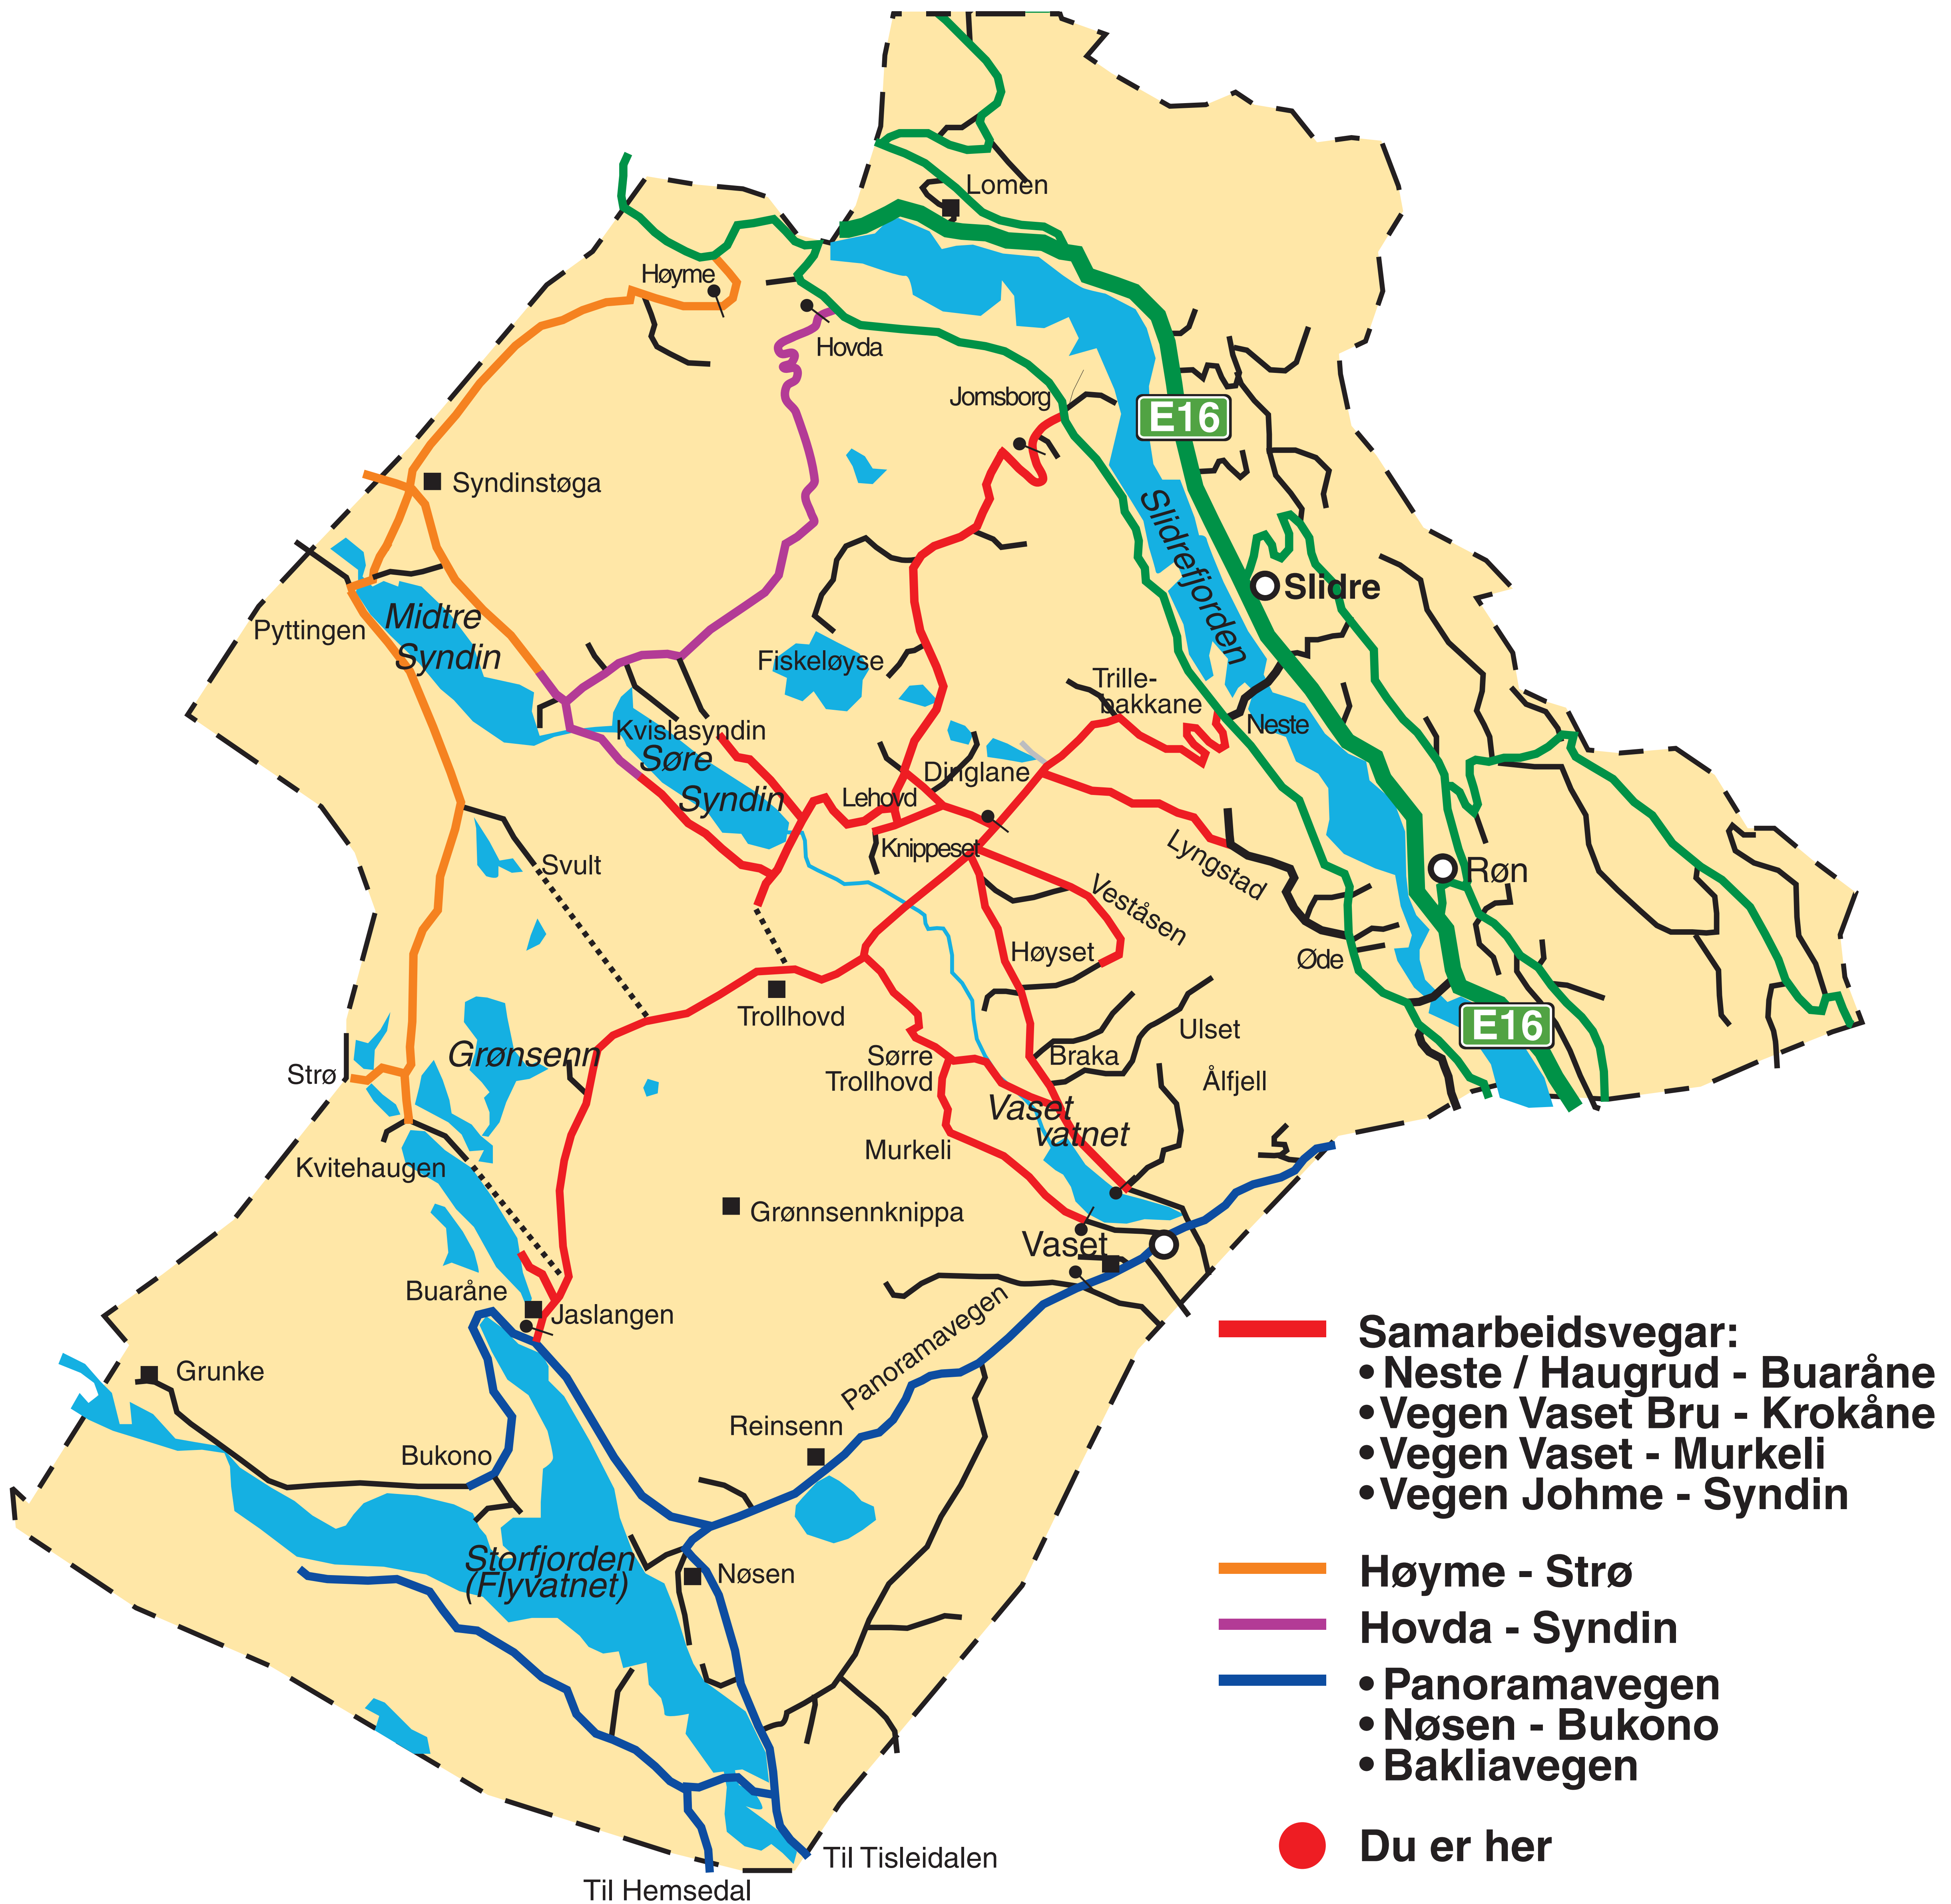 Lomen
Høyme
Hovda
Jomsborg
E16
Syndinstøga
Slidrefjorden
Slidre
Midtre
Syndin
Pyttingen
Fiskeløyse
Trille-
bakkane
Neste
Kvislasyndin
Søre
Syndin
Dinglane
Lehovd
Knippeset
Lyngstad
Svult
Røn
Veståsen
Høyset
Øde
Trollhovd
E16
Ulset
Grønsenn
Sørre
Trollhovd
Braka
Strø
Ålfjell
Vaset
vatnet
Murkeli
Kvitehaugen
Grønnsennknippa
Vaset
Buaråne
Jaslangen
Panoramavegen
Grunke
Reinsenn
Bukono
Storfjorden
(Flyvatnet)
Nøsen
Til Tisleidalen
Til Hemsedal
Samarbeidsvegar:
• Neste / Haugrud - Buaråne
• Vegen Vaset Bru - Krokåne
• Vegen Vaset - Murkeli
• Vegen Johme - Syndin
Høyme - Strø
Hovda - Syndin
• Panoramavegen
• Nøsen - Bukono
• Bakliavegen
Du er her